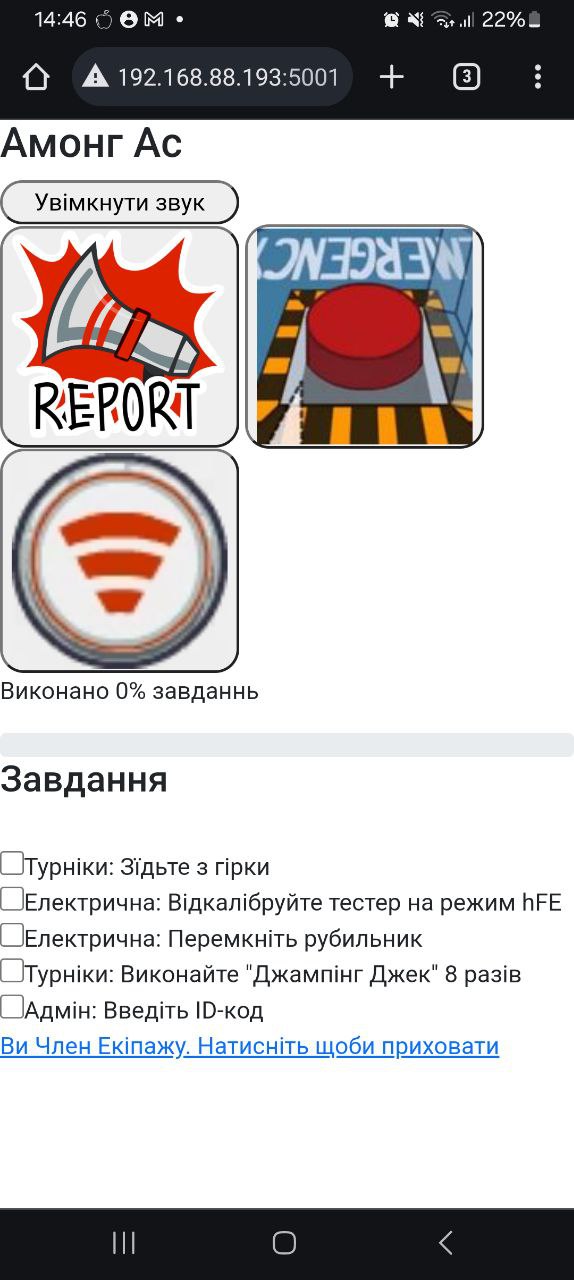 14:46 22%
192.168.88.193:5001 3
Амонг Ас
Увімкнути звук
REPORT
EMERGENCY
Виконано 0% завданнь
Завдання
Турніки: Зїдьте з гірки
Електрична: Відкалібруйте тестер на режим hFE
Електрична: Перемкніть рубильник
Турніки: Виконайте "Джампінг Джек" 8 разів
Адмін: Введіть ID-код
Ви Член Екіпажу. Натисніть щоби приховати